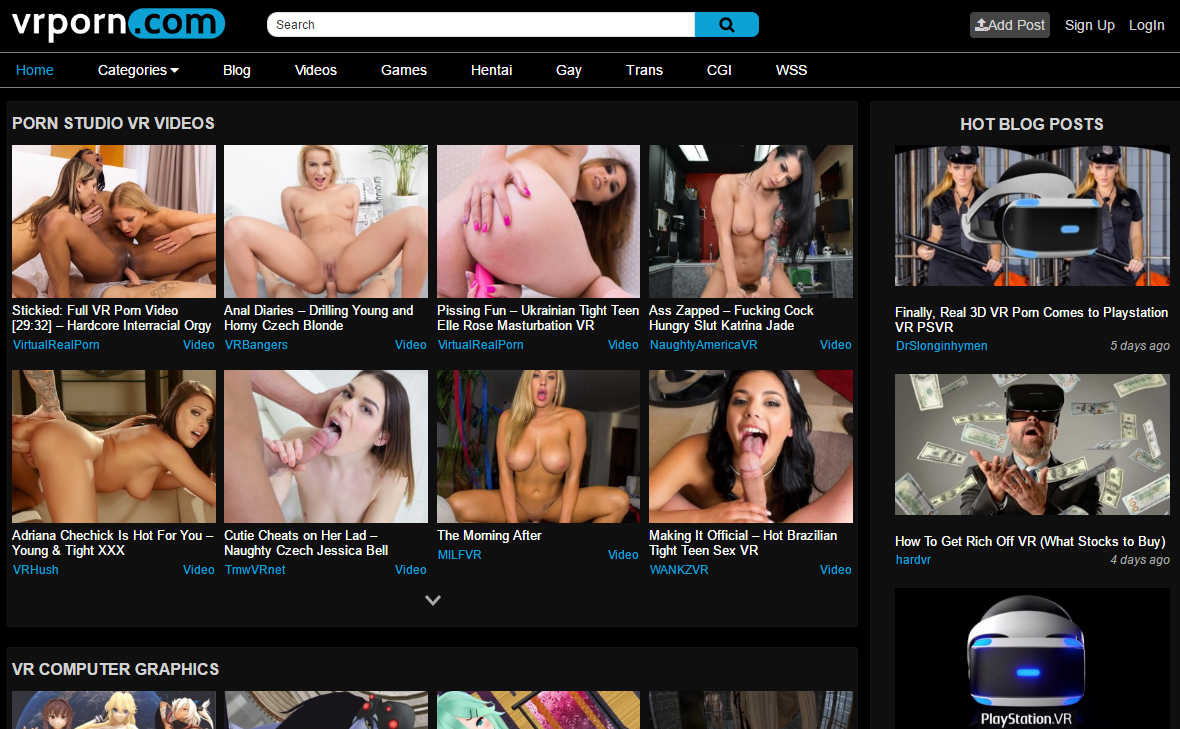 vrporn.com
Search
Add Post
Sign Up
LogIn
Home
Categories
Blog
Videos
Games
Hentai
Gay
Trans
CGI
WSS
PORN STUDIO VR VIDEOS
Stickied: Full VR Porn Video
[29:32] – Hardcore Interracial Orgy
VirtualRealPorn Video
Anal Diaries – Drilling Young and
Horny Czech Blonde
VRBangers Video
Pissing Fun – Ukrainian Tight Teen
Elle Rose Masturbation VR
VirtualRealPorn Video
Ass Zapped – Fucking Cock
Hungry Slut Katrina Jade
NaughtyAmericaVR Video
Adriana Chechick Is Hot For You –
Young & Tight XXX
VRHush Video
Cutie Cheats on Her Lad –
Naughty Czech Jessica Bell
TmwVRnet Video
The Morning After
MILFVR Video
Making It Official – Hot Brazilian
Tight Teen Sex VR
WANKZVR Video
VR COMPUTER GRAPHICS
HOT BLOG POSTS
Finally, Real 3D VR Porn Comes to Playstation
VR PSVR
DrSlonginhymen 5 days ago
How To Get Rich Off VR (What Stocks to Buy)
hardvr 4 days ago
PlayStation.VR